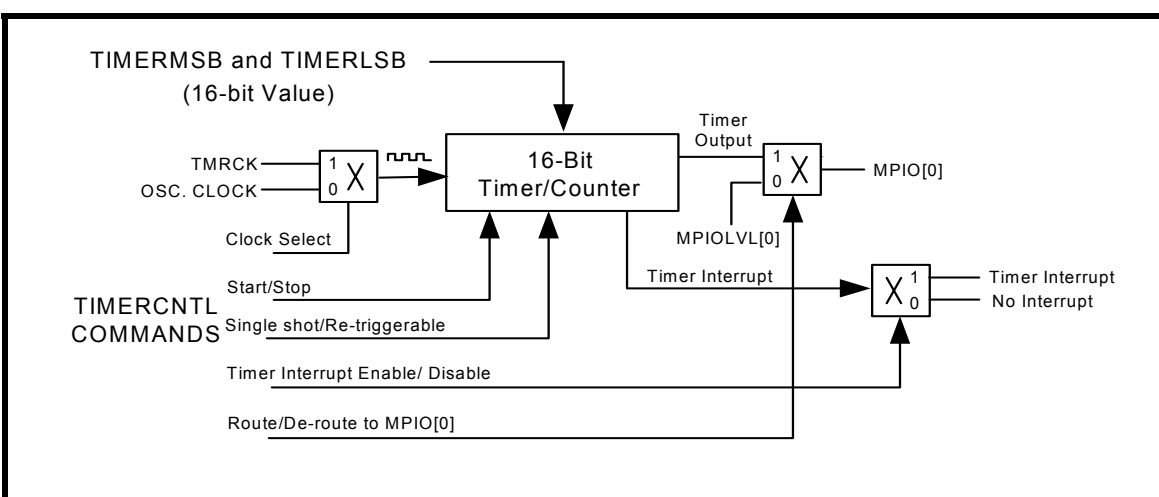 TIMERMSB and TIMERLSB
(16-bit Value)
Timer
Output
TMRCK
1
X
0
OSC. CLOCK
16-Bit
Timer/Counter
1
X
0
MPIO[0]
Clock Select
MPIOLVL[0]
Start/Stop
Timer Interrupt
X
1
0
Timer Interrupt
No Interrupt
TIMERCNTL
COMMANDS
Single shot/Re-triggerable
Timer Interrupt Enable/ Disable
Route/De-route to MPIO[0]